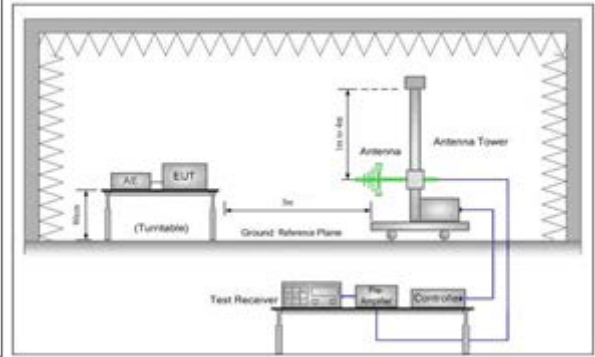 1m to 4m
Antenna Tower
Antenna
AE
EUT
80cm
3m
(Turntable)
Ground Reference Plane
Test Receiver
Pre-
Amplifier
Controller